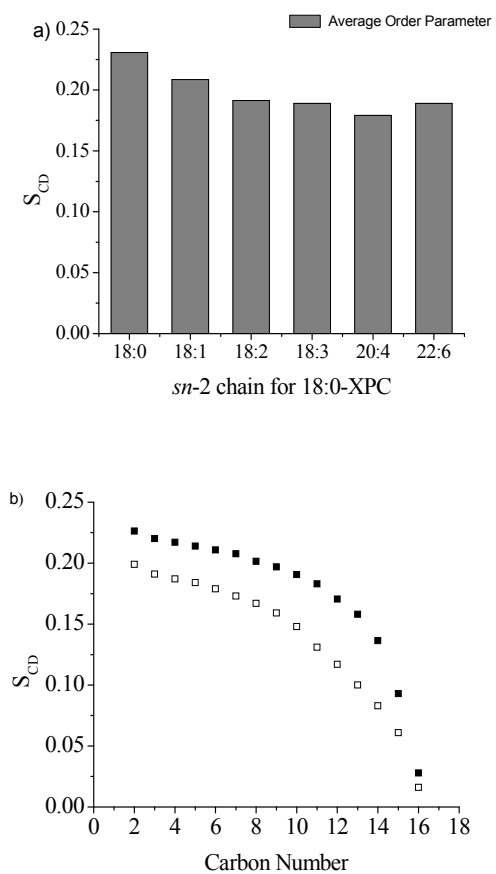 a)
Average Order Parameter
0.25
0.20
0.15
0.10
0.05
0.00
S_CD
18:0 18:1 18:2 18:3 20:4 22:6
sn-2 chain for 18:0-XPC
b)
0.25
0.20
0.15
0.10
0.05
0.00
S_CD
0 2 4 6 8 10 12 14 16 18
Carbon Number